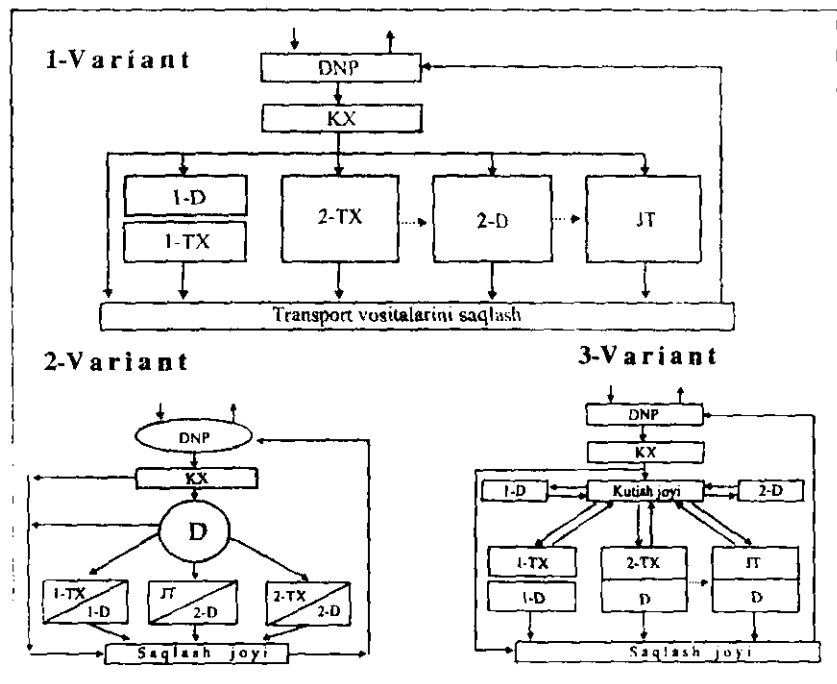 1-Variant
DNP
KX
1-D
1-TX
2-TX
2-D
JT
Transport vositalarini saqlash
2-Variant
DNP
KX
D
1-TX
1-D
JT
2-D
2-TX
2-D
Saqlash joyi
3-Variant
DNP
KX
1-D
Kutish joyi
2-D
1-TX
2-TX
JT
1-D
D
D
Saqlash joyi